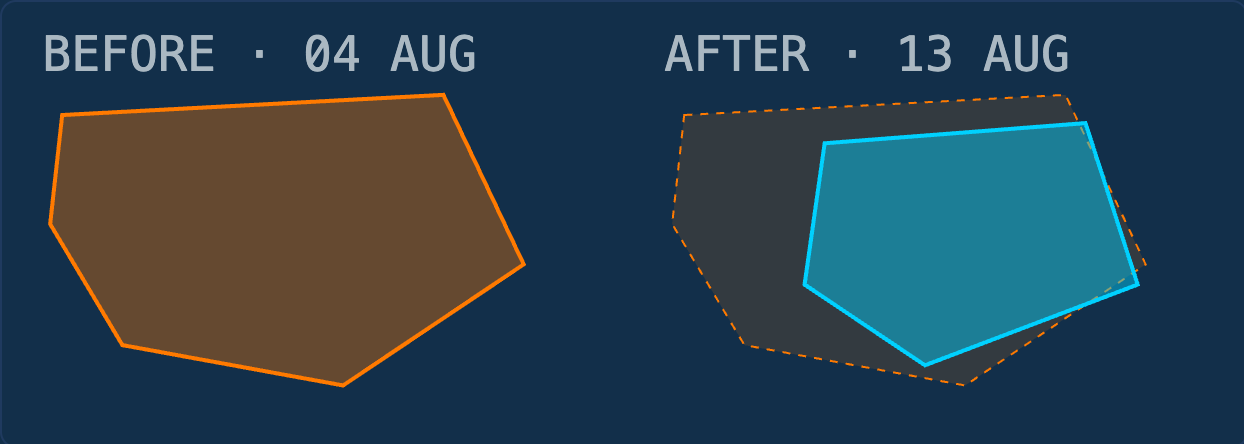 BEFORE · 04 AUG
AFTER · 13 AUG